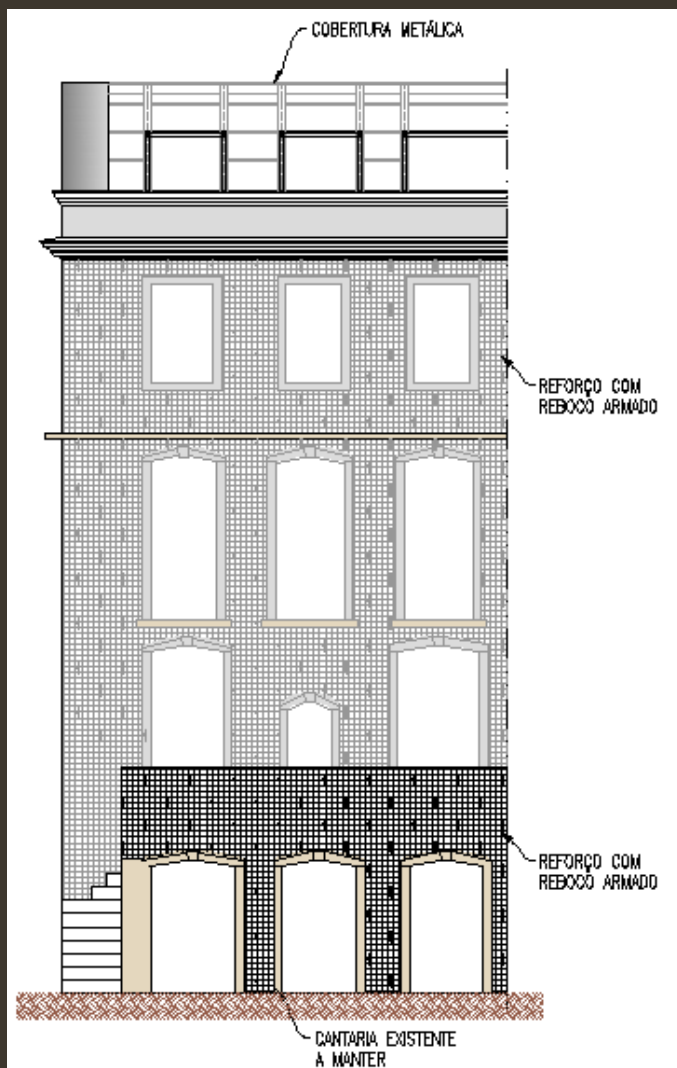 COBERTURA METÁLICA
REFORÇO COM
REBOCO ARMADO
REFORÇO COM
REBOCO ARMADO
CANTARIA EXISTENTE
A MANTER